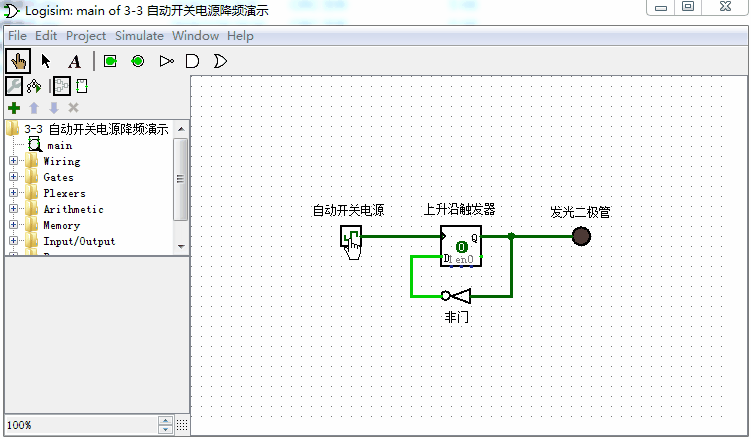 Logisim: main of 3-3 自动开关电源降频演示
File Edit Project Simulate Window Help
A
3-3 自动开关电源降频演示
main
Wiring
Gates
Plexers
Arithmetic
Memory
Input/Output
自动开关电源
上升沿触发器
发光二极管
Q
0
D1 en0
非门
100%